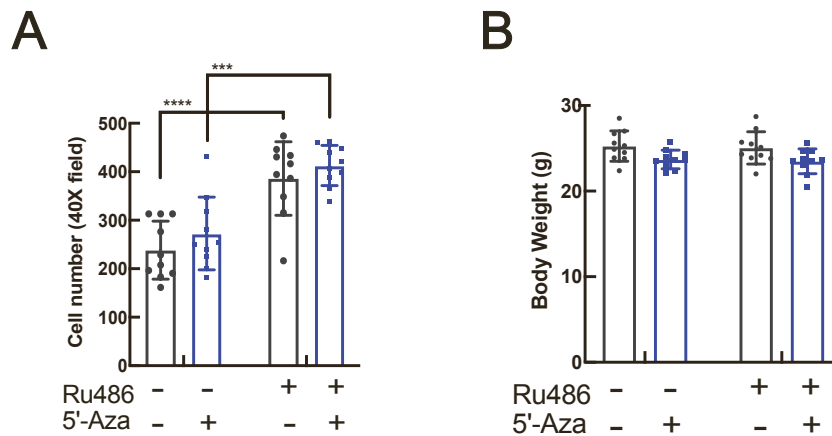 A
***
****
500
400
300
200
100
0
Cell number (40X field)
Ru486 - - + +
5'-Aza - + - +
B
30
20
10
0
Body Weight (g)
Ru486 - - + +
5'-Aza - + - +